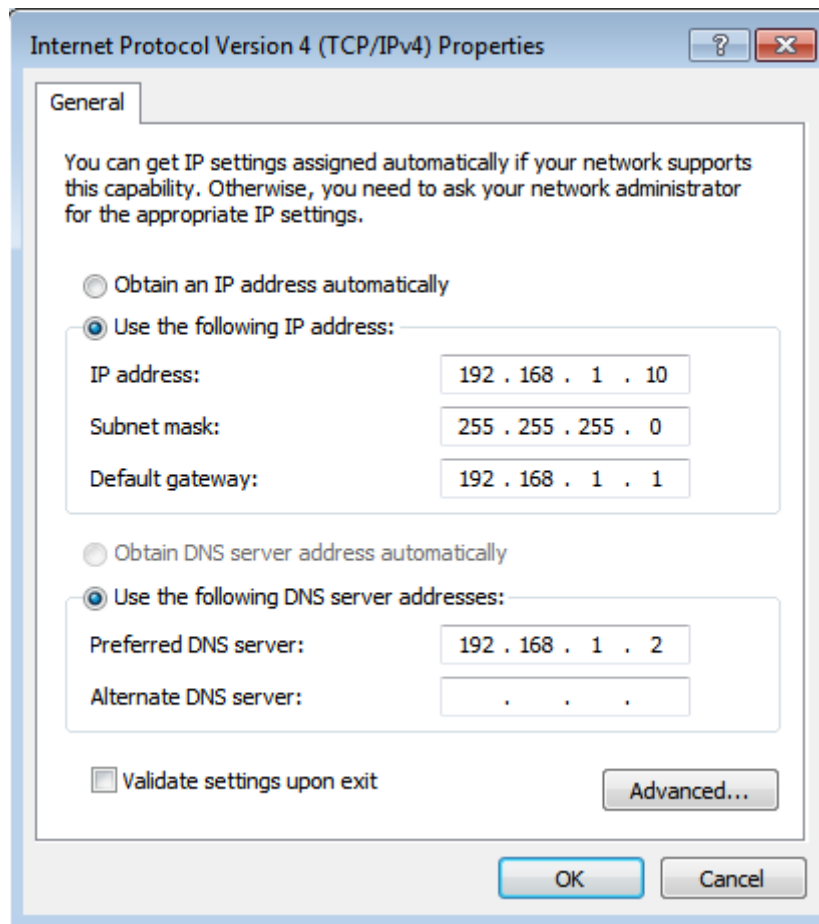 Internet Protocol Version 4 (TCP/IPv4) Properties
General
You can get IP settings assigned automatically if your network supports
this capability. Otherwise, you need to ask your network administrator
for the appropriate IP settings.
Obtain an IP address automatically
Use the following IP address:
IP address: 192 . 168 . 1 . 10
Subnet mask: 255 . 255 . 255 . 0
Default gateway: 192 . 168 . 1 . 1
Obtain DNS server address automatically
Use the following DNS server addresses:
Preferred DNS server: 192 . 168 . 1 . 2
Alternate DNS server: . . .
Validate settings upon exit
Advanced...
OK Cancel